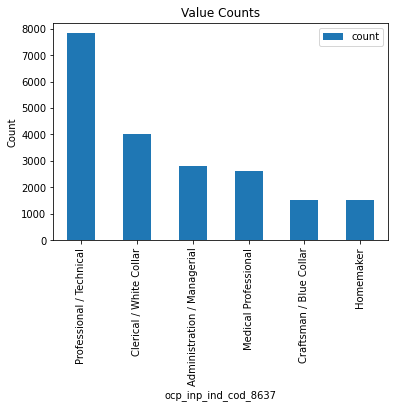 Value Counts
count
Count
8000
7000
6000
5000
4000
3000
2000
1000
0
Professional / Technical
Clerical / White Collar
Administration / Managerial
Medical Professional
Craftsman / Blue Collar
Homemaker
ocp_inp_ind_cod_8637